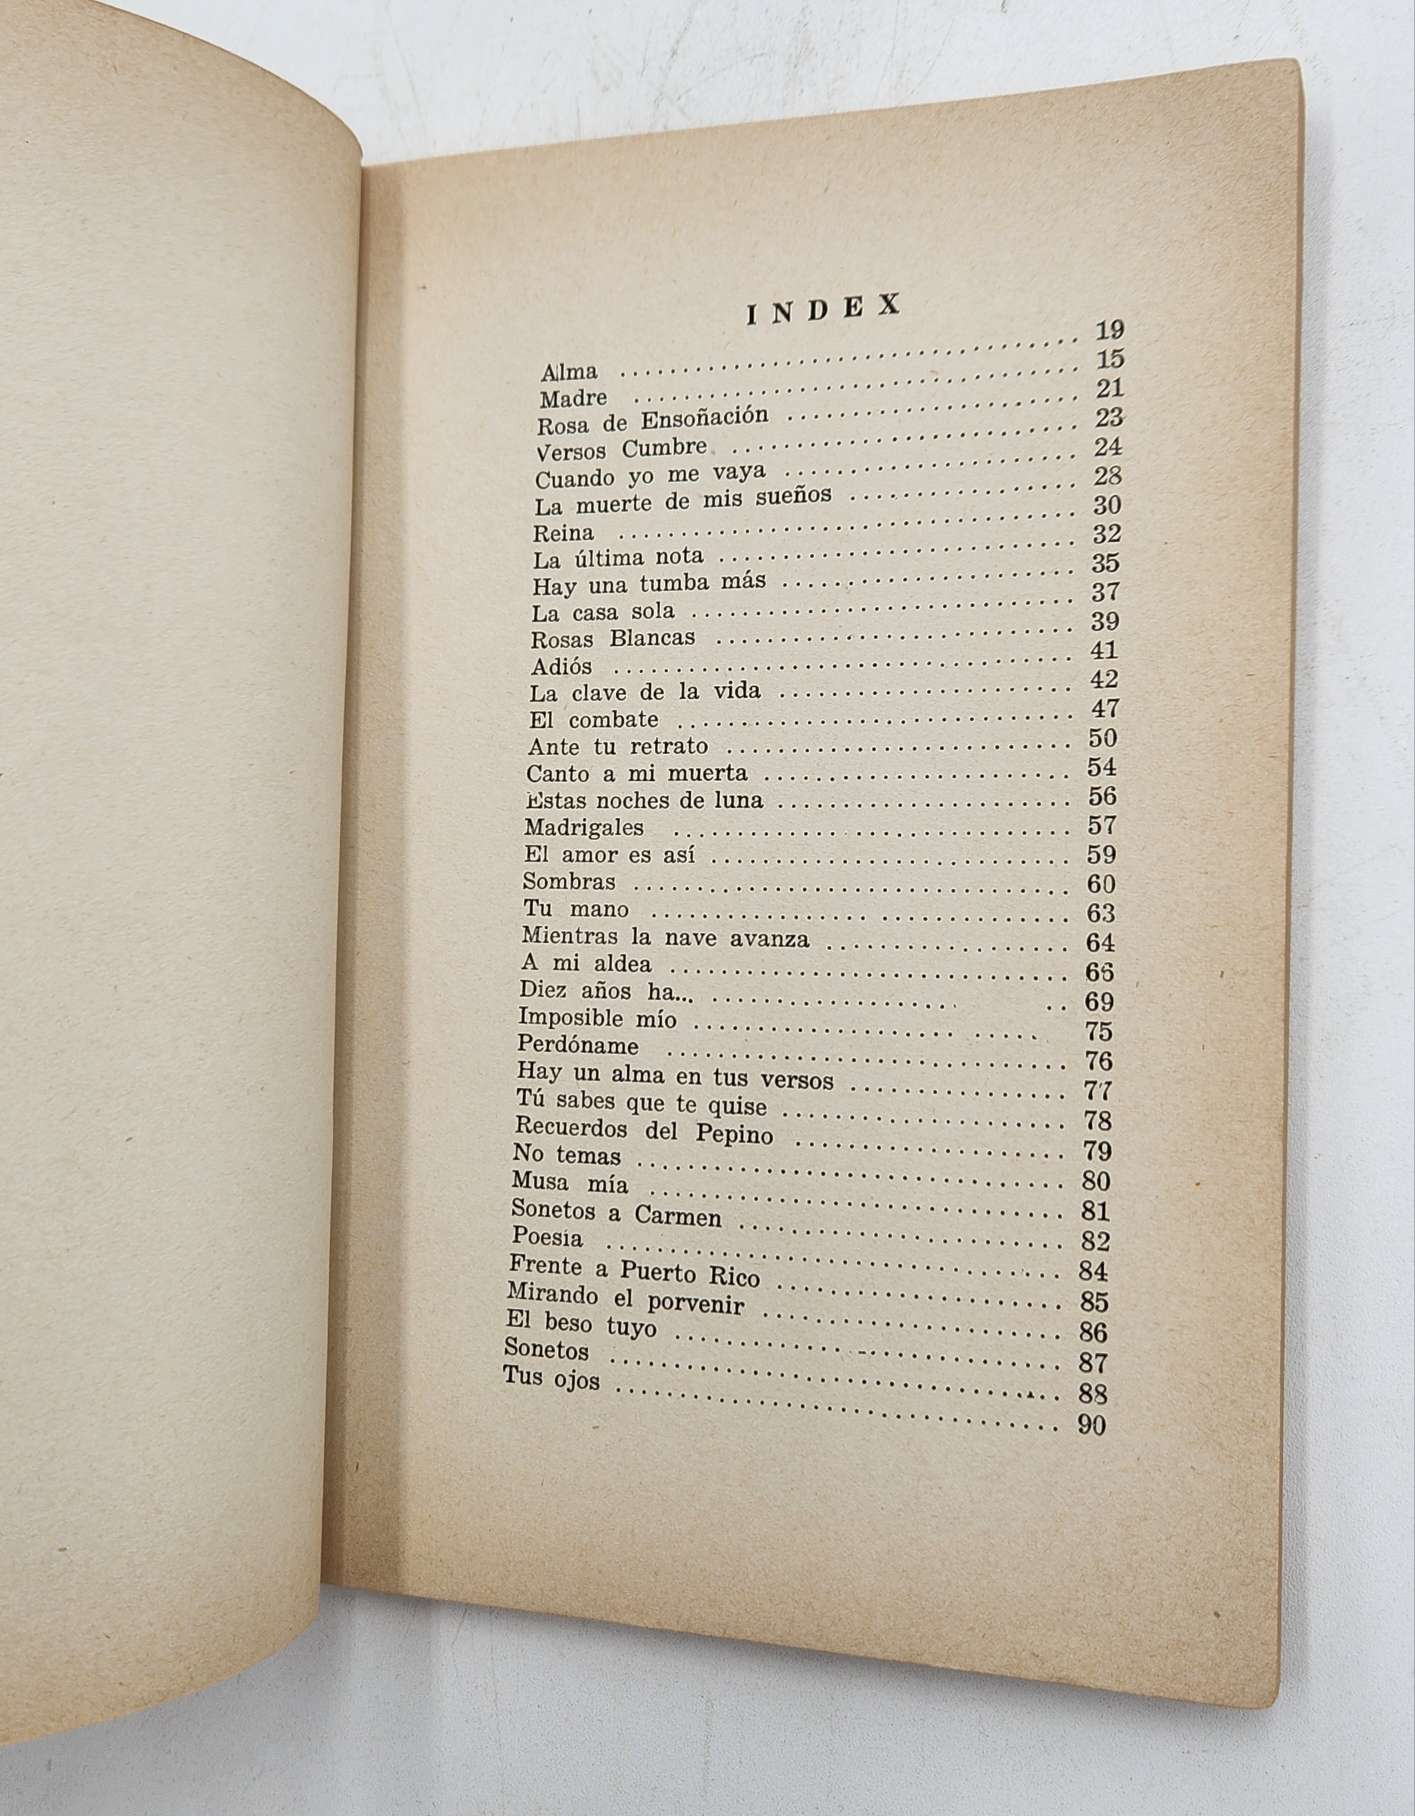 INDEX
Alma 19
Madre 15
Rosa de Ensoñación 21
Versos Cumbre 23
Cuando yo me vaya 24
La muerte de mis sueños 28
Reina 30
La última nota 32
Hay una tumba más 35
La casa sola 37
Rosas Blancas 39
Adiós 41
La clave de la vida 42
El combate 47
Ante tu retrato 50
Canto a mi muerta 54
Estas noches de luna 56
Madrigales 57
El amor es así 59
Sombras 60
Tu mano 63
Mientras la nave avanza 64
A mi aldea 66
Diez años ha... 69
Imposible mío 75
Perdóname 76
Hay un alma en tus versos 77
Tú sabes que te quise 78
Recuerdos del Pepino 79
No temas 80
Musa mía 81
Sonetos a Carmen 82
Poesía 84
Frente a Puerto Rico 85
Mirando el porvenir 86
El beso tuyo 87
Sonetos 88
Tus ojos 90